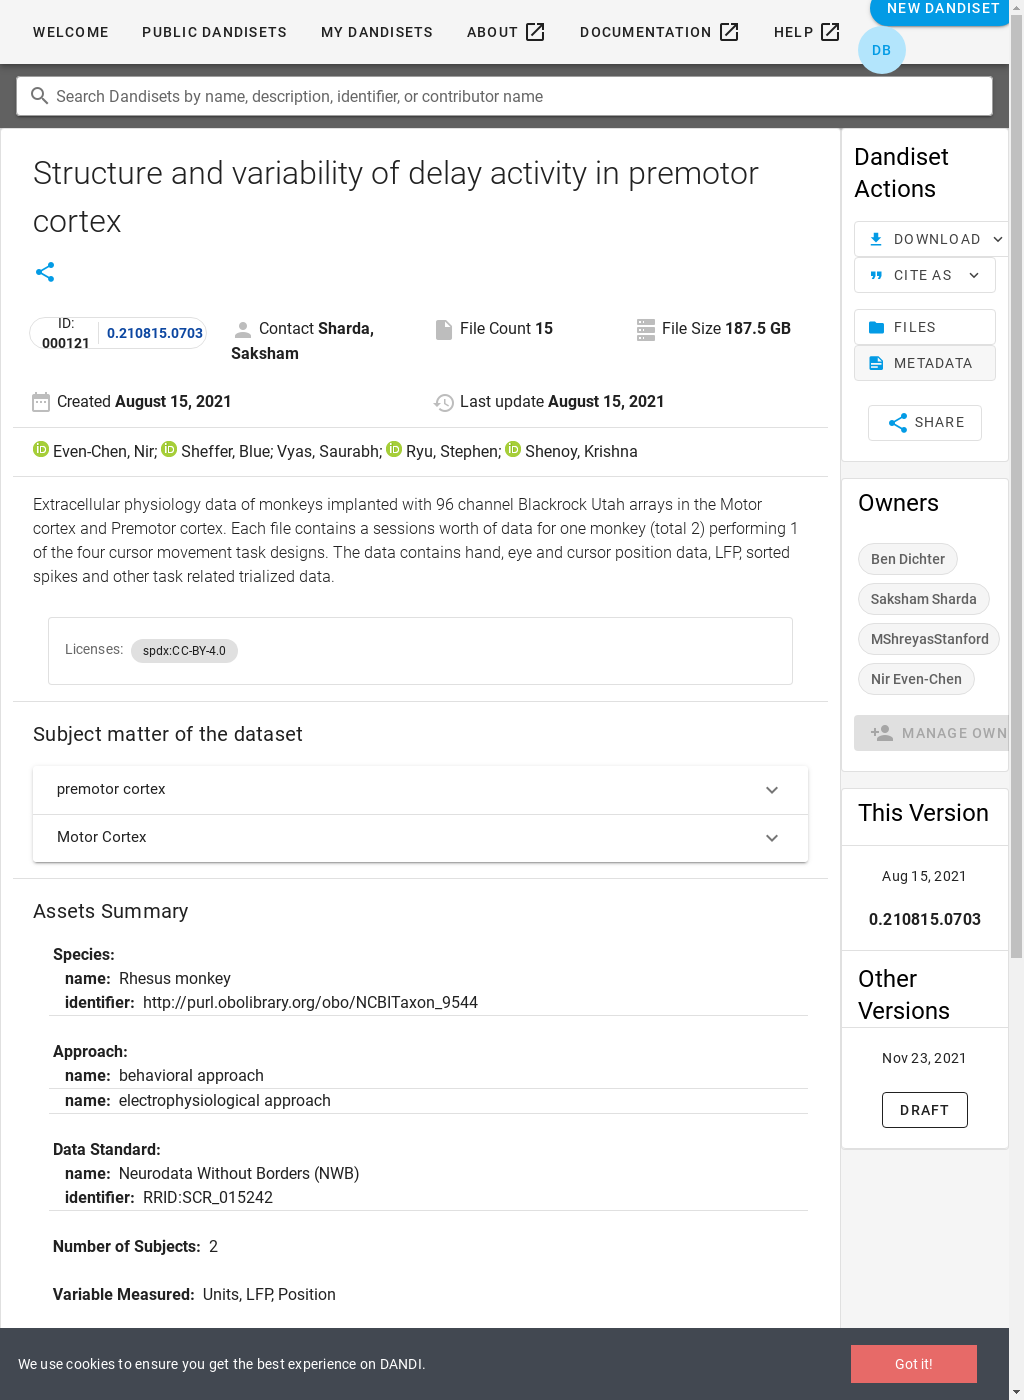 WELCOME PUBLIC DANDISETS MY DANDISETS ABOUT DOCUMENTATION HELP NEW DANDISET
DB
Search Dandisets by name, description, identifier, or contributor name
Structure and variability of delay activity in premotor
cortex
ID:
000121
0.210815.0703
Contact Sharda,
Saksham
File Count 15
File Size 187.5 GB
Created August 15, 2021
Last update August 15, 2021
Even-Chen, Nir; Sheffer, Blue; Vyas, Saurabh; Ryu, Stephen; Shenoy, Krishna
Extracellular physiology data of monkeys implanted with 96 channel Blackrock Utah arrays in the Motor
cortex and Premotor cortex. Each file contains a sessions worth of data for one monkey (total 2) performing 1
of the four cursor movement task designs. The data contains hand, eye and cursor position data, LFP, sorted
spikes and other task related trialized data.
Licenses: spdx:CC-BY-4.0
Subject matter of the dataset
premotor cortex
Motor Cortex
Assets Summary
Species:
name: Rhesus monkey
identifier: http://purl.obolibrary.org/obo/NCBITaxon_9544
Approach:
name: behavioral approach
name: electrophysiological approach
Data Standard:
name: Neurodata Without Borders (NWB)
identifier: RRID:SCR_015242
Number of Subjects: 2
Variable Measured: Units, LFP, Position
Dandiset
Actions
DOWNLOAD
CITE AS
FILES
METADATA
SHARE
Owners
Ben Dichter
Saksham Sharda
MShreyasStanford
Nir Even-Chen
MANAGE OWN
This Version
Aug 15, 2021
0.210815.0703
Other
Versions
Nov 23, 2021
DRAFT
We use cookies to ensure you get the best experience on DANDI.
Got it!